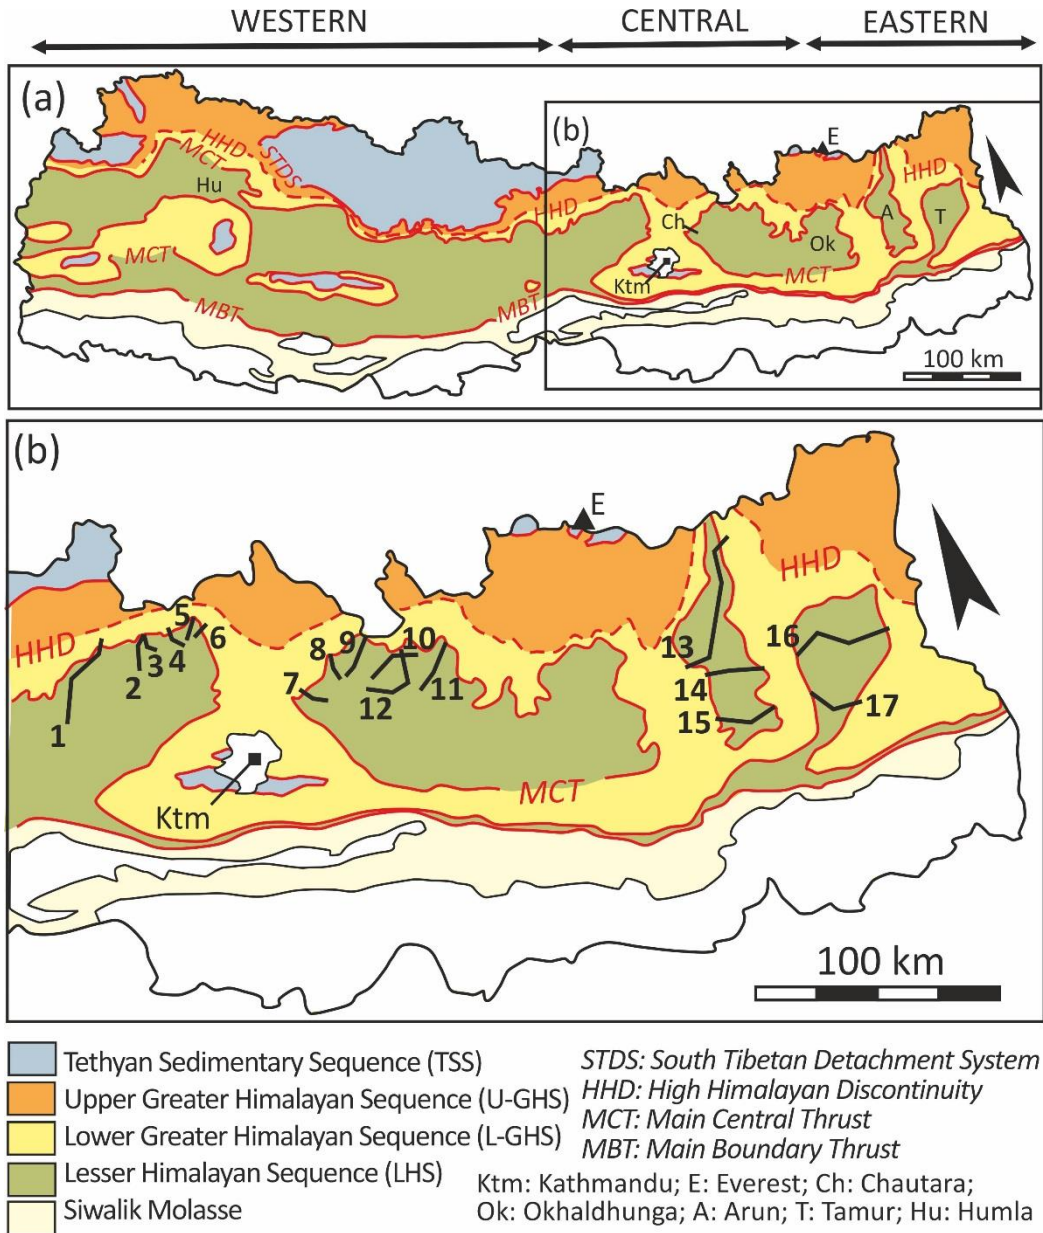 WESTERN CENTRAL EASTERN
(a)
(b)
E
HHD
MCT
STDS
Hu
HHD
HHD
A
T
Ch
Ok
MCT
Ktm
MCT
MBT
MBT
100 km
(b)
E
HHD
HHD
5
6
3
4
2
1
8
9
10
7
12
11
13
14
15
16
17
MCT
Ktm
100 km
Tethyan Sedimentary Sequence (TSS)
Upper Greater Himalayan Sequence (U-GHS)
Lower Greater Himalayan Sequence (L-GHS)
Lesser Himalayan Sequence (LHS)
Siwalik Molasse
STDS: South Tibetan Detachment System
HHD: High Himalayan Discontinuity
MCT: Main Central Thrust
MBT: Main Boundary Thrust
Ktm: Kathmandu; E: Everest; Ch: Chautara;
Ok: Okhaldhunga; A: Arun; T: Tamur; Hu: Humla